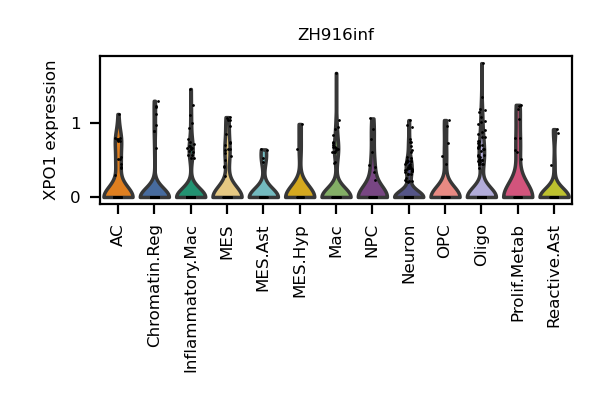 ZH916inf
XPO1 expression
1
0
AC
Chromatin.Reg
Inflammatory.Mac
MES
MES.Ast
MES.Hyp
Mac
NPC
Neuron
OPC
Oligo
Prolif.Metab
Reactive.Ast